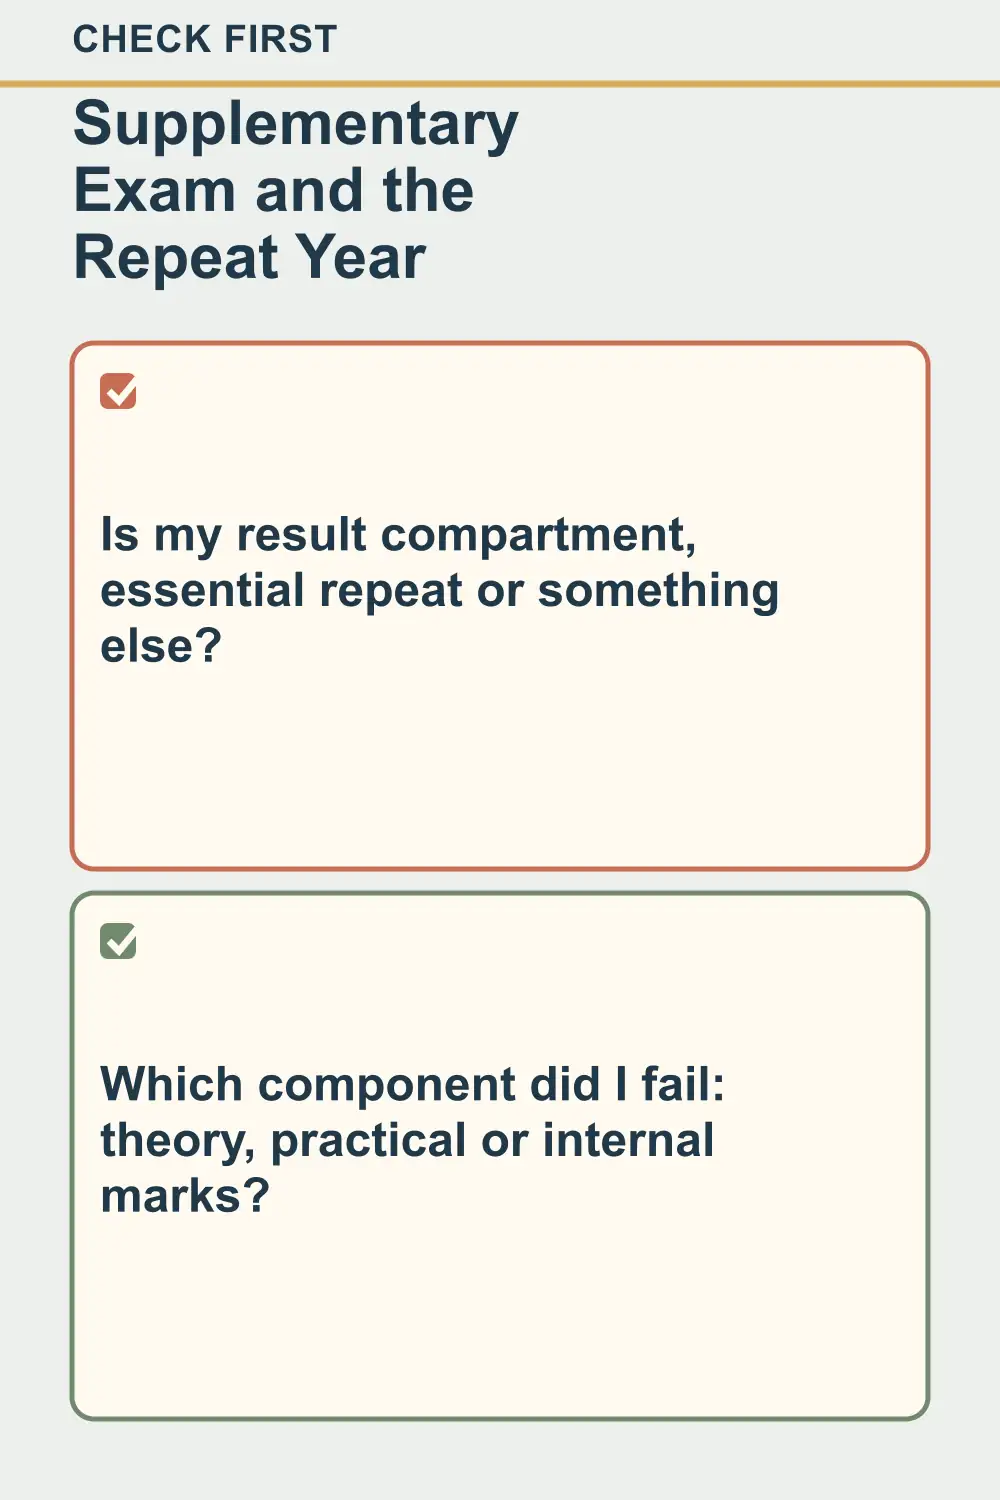 CHECK FIRST
Supplementary
Exam and the
Repeat Year
Is my result compartment,
essential repeat or something
else?
Which component did I fail:
theory, practical or internal
marks?